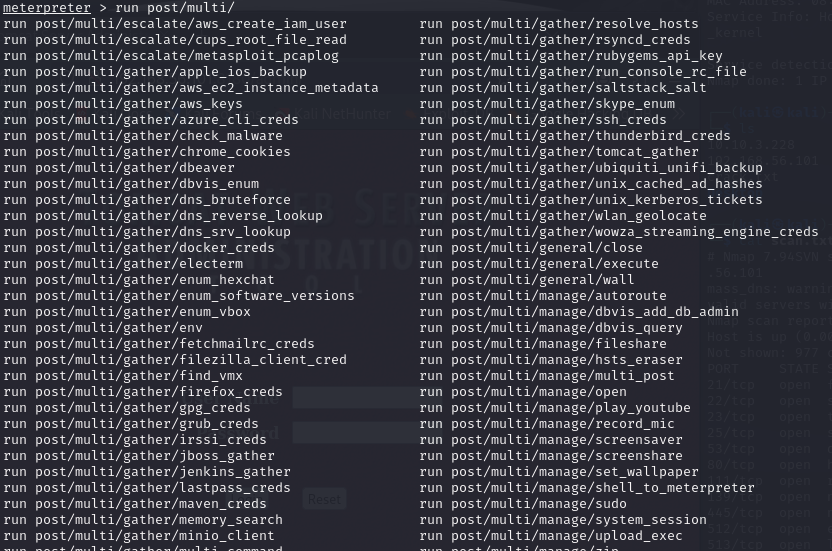 meterpreter > run post/multi/
run post/multi/escalate/aws_create_iam_user run post/multi/gather/resolve_hosts
run post/multi/escalate/cups_root_file_read run post/multi/gather/rsyncd_creds
run post/multi/escalate/metasploit_pcaplog run post/multi/gather/rubygems_api_key
run post/multi/gather/apple_ios_backup run post/multi/gather/run_console_rc_file
run post/multi/gather/aws_ec2_instance_metadata run post/multi/gather/saltstack_salt
run post/multi/gather/aws_keys run post/multi/gather/skype_enum
run post/multi/gather/azure_cli_creds run post/multi/gather/ssh_creds
run post/multi/gather/check_malware run post/multi/gather/thunderbird_creds
run post/multi/gather/chrome_cookies run post/multi/gather/tomcat_gather
run post/multi/gather/dbeaver run post/multi/gather/ubiquiti_unifi_backup
run post/multi/gather/dbvis_enum run post/multi/gather/unix_cached_ad_hashes
run post/multi/gather/dns_bruteforce run post/multi/gather/unix_kerberos_tickets
run post/multi/gather/dns_reverse_lookup run post/multi/gather/wlan_geolocate
run post/multi/gather/dns_srv_lookup run post/multi/gather/wowza_streaming_engine_creds
run post/multi/gather/docker_creds run post/multi/general/close
run post/multi/gather/electerm run post/multi/general/execute
run post/multi/gather/enum_hexchat run post/multi/general/wall
run post/multi/gather/enum_software_versions run post/multi/manage/autoroute
run post/multi/gather/enum_vbox run post/multi/manage/dbvis_add_db_admin
run post/multi/gather/env run post/multi/manage/dbvis_query
run post/multi/gather/fetchmailrc_creds run post/multi/manage/fileshare
run post/multi/gather/filezilla_client_cred run post/multi/manage/hsts_eraser
run post/multi/gather/find_vmx run post/multi/manage/multi_post
run post/multi/gather/firefox_creds run post/multi/manage/open
run post/multi/gather/gpg_creds run post/multi/manage/play_youtube
run post/multi/gather/grub_creds run post/multi/manage/record_mic
run post/multi/gather/irssi_creds run post/multi/manage/screensaver
run post/multi/gather/jboss_gather run post/multi/manage/screenshare
run post/multi/gather/jenkins_gather run post/multi/manage/set_wallpaper
run post/multi/gather/lastpass_creds run post/multi/manage/shell_to_meterpreter
run post/multi/gather/maven_creds run post/multi/manage/sudo
run post/multi/gather/memory_search run post/multi/manage/system_session
run post/multi/gather/minio_client run post/multi/manage/upload_exec
run post/multi/gather/multi_command run post/multi/manage/zip